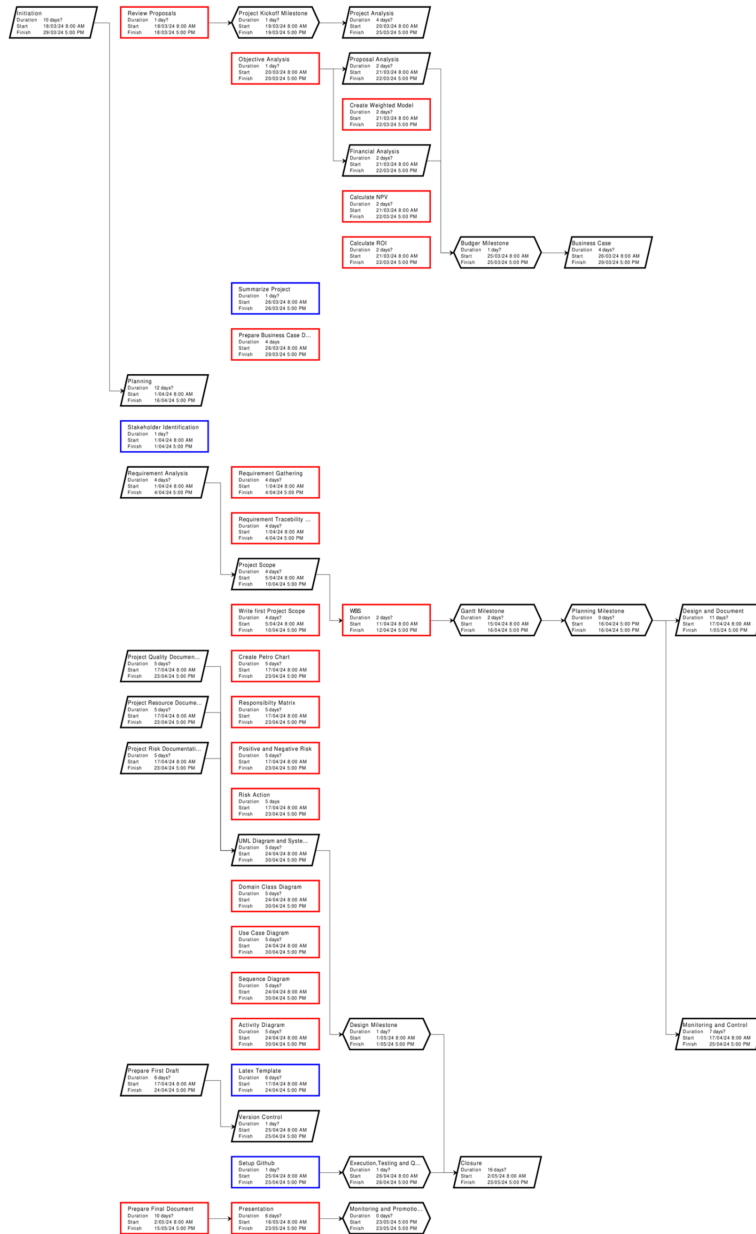 Initiation
Duration 10 days?
Start 18/03/24 8:00 AM
Finish 29/03/24 5:00 PM
Review Proposals
Duration 1 day?
Start 18/03/24 8:00 AM
Finish 18/03/24 5:00 PM
Project Kickoff Milestone
Duration 1 day?
Start 19/03/24 8:00 AM
Finish 19/03/24 5:00 PM
Project Analysis
Duration 4 days?
Start 20/03/24 8:00 AM
Finish 25/03/24 5:00 PM
Objective Analysis
Duration 1 day?
Start 20/03/24 8:00 AM
Finish 20/03/24 5:00 PM
Proposal Analysis
Duration 2 days?
Start 21/03/24 8:00 AM
Finish 22/03/24 5:00 PM
Create Weighted Model
Duration 2 days?
Start 21/03/24 8:00 AM
Finish 22/03/24 5:00 PM
Financial Analysis
Duration 2 days?
Start 21/03/24 8:00 AM
Finish 22/03/24 5:00 PM
Calculate NPV
Duration 2 days?
Start 21/03/24 8:00 AM
Finish 22/03/24 5:00 PM
Calculate ROI
Duration 2 days?
Start 21/03/24 8:00 AM
Finish 22/03/24 5:00 PM
Budger Milestone
Duration 1 day?
Start 25/03/24 8:00 AM
Finish 25/03/24 5:00 PM
Business Case
Duration 4 days?
Start 26/03/24 8:00 AM
Finish 29/03/24 5:00 PM
Summarize Project
Duration 1 day?
Start 26/03/24 8:00 AM
Finish 26/03/24 5:00 PM
Prepare Business Case D...
Duration 4 days
Start 26/03/24 8:00 AM
Finish 29/03/24 5:00 PM
Planning
Duration 12 days?
Start 1/04/24 8:00 AM
Finish 16/04/24 5:00 PM
Stakeholder Identification
Duration 1 day?
Start 1/04/24 8:00 AM
Finish 1/04/24 5:00 PM
Requirement Analysis
Duration 4 days?
Start 1/04/24 8:00 AM
Finish 4/04/24 5:00 PM
Requirement Gathering
Duration 4 days?
Start 1/04/24 8:00 AM
Finish 4/04/24 5:00 PM
Requirement Tracebility ...
Duration 4 days?
Start 1/04/24 8:00 AM
Finish 4/04/24 5:00 PM
Project Scope
Duration 4 days?
Start 5/04/24 8:00 AM
Finish 10/04/24 5:00 PM
Write first Project Scope
Duration 4 days?
Start 5/04/24 8:00 AM
Finish 10/04/24 5:00 PM
WBS
Duration 2 days?
Start 11/04/24 8:00 AM
Finish 12/04/24 5:00 PM
Gantt Milestone
Duration 2 days?
Start 15/04/24 8:00 AM
Finish 16/04/24 5:00 PM
Planning Milestone
Duration 0 days?
Start 16/04/24 5:00 PM
Finish 16/04/24 5:00 PM
Design and Document
Duration 11 days?
Start 17/04/24 8:00 AM
Finish 1/05/24 5:00 PM
Project Quality Documen...
Duration 5 days?
Start 17/04/24 8:00 AM
Finish 23/04/24 5:00 PM
Create Petro Chart
Duration 5 days?
Start 17/04/24 8:00 AM
Finish 23/04/24 5:00 PM
Project Resource Docume...
Duration 5 days?
Start 17/04/24 8:00 AM
Finish 23/04/24 5:00 PM
Responsibilty Matrix
Duration 5 days?
Start 17/04/24 8:00 AM
Finish 23/04/24 5:00 PM
Project Risk Documentati...
Duration 5 days?
Start 17/04/24 8:00 AM
Finish 23/04/24 5:00 PM
Positive and Negative Risk
Duration 5 days?
Start 17/04/24 8:00 AM
Finish 23/04/24 5:00 PM
Risk Action
Duration 5 days
Start 17/04/24 8:00 AM
Finish 23/04/24 5:00 PM
UML Diagram and Syste...
Duration 5 days?
Start 24/04/24 8:00 AM
Finish 30/04/24 5:00 PM
Domain Class Diagram
Duration 5 days?
Start 24/04/24 8:00 AM
Finish 30/04/24 5:00 PM
Use Case Diagram
Duration 5 days?
Start 24/04/24 8:00 AM
Finish 30/04/24 5:00 PM
Sequence Diagram
Duration 5 days?
Start 24/04/24 8:00 AM
Finish 30/04/24 5:00 PM
Activity Diagram
Duration 5 days?
Start 24/04/24 8:00 AM
Finish 30/04/24 5:00 PM
Design Milestone
Duration 1 day?
Start 1/05/24 8:00 AM
Finish 1/05/24 5:00 PM
Monitoring and Control
Duration 7 days?
Start 17/04/24 8:00 AM
Finish 25/04/24 5:00 PM
Prepare First Draft
Duration 6 days?
Start 17/04/24 8:00 AM
Finish 24/04/24 5:00 PM
Latex Template
Duration 6 days?
Start 17/04/24 8:00 AM
Finish 24/04/24 5:00 PM
Version Control
Duration 1 day?
Start 25/04/24 8:00 AM
Finish 25/04/24 5:00 PM
Setup Github
Duration 1 day?
Start 25/04/24 8:00 AM
Finish 25/04/24 5:00 PM
Execution,Testing and Q...
Duration 1 day?
Start 26/04/24 8:00 AM
Finish 26/04/24 5:00 PM
Closure
Duration 16 days?
Start 2/05/24 8:00 AM
Finish 23/05/24 5:00 PM
Prepare Final Document
Duration 10 days?
Start 2/05/24 8:00 AM
Finish 15/05/24 5:00 PM
Presentation
Duration 6 days?
Start 16/05/24 8:00 AM
Finish 23/05/24 5:00 PM
Monitoring and Promotio...
Duration 0 days?
Start 23/05/24 5:00 PM
Finish 23/05/24 5:00 PM